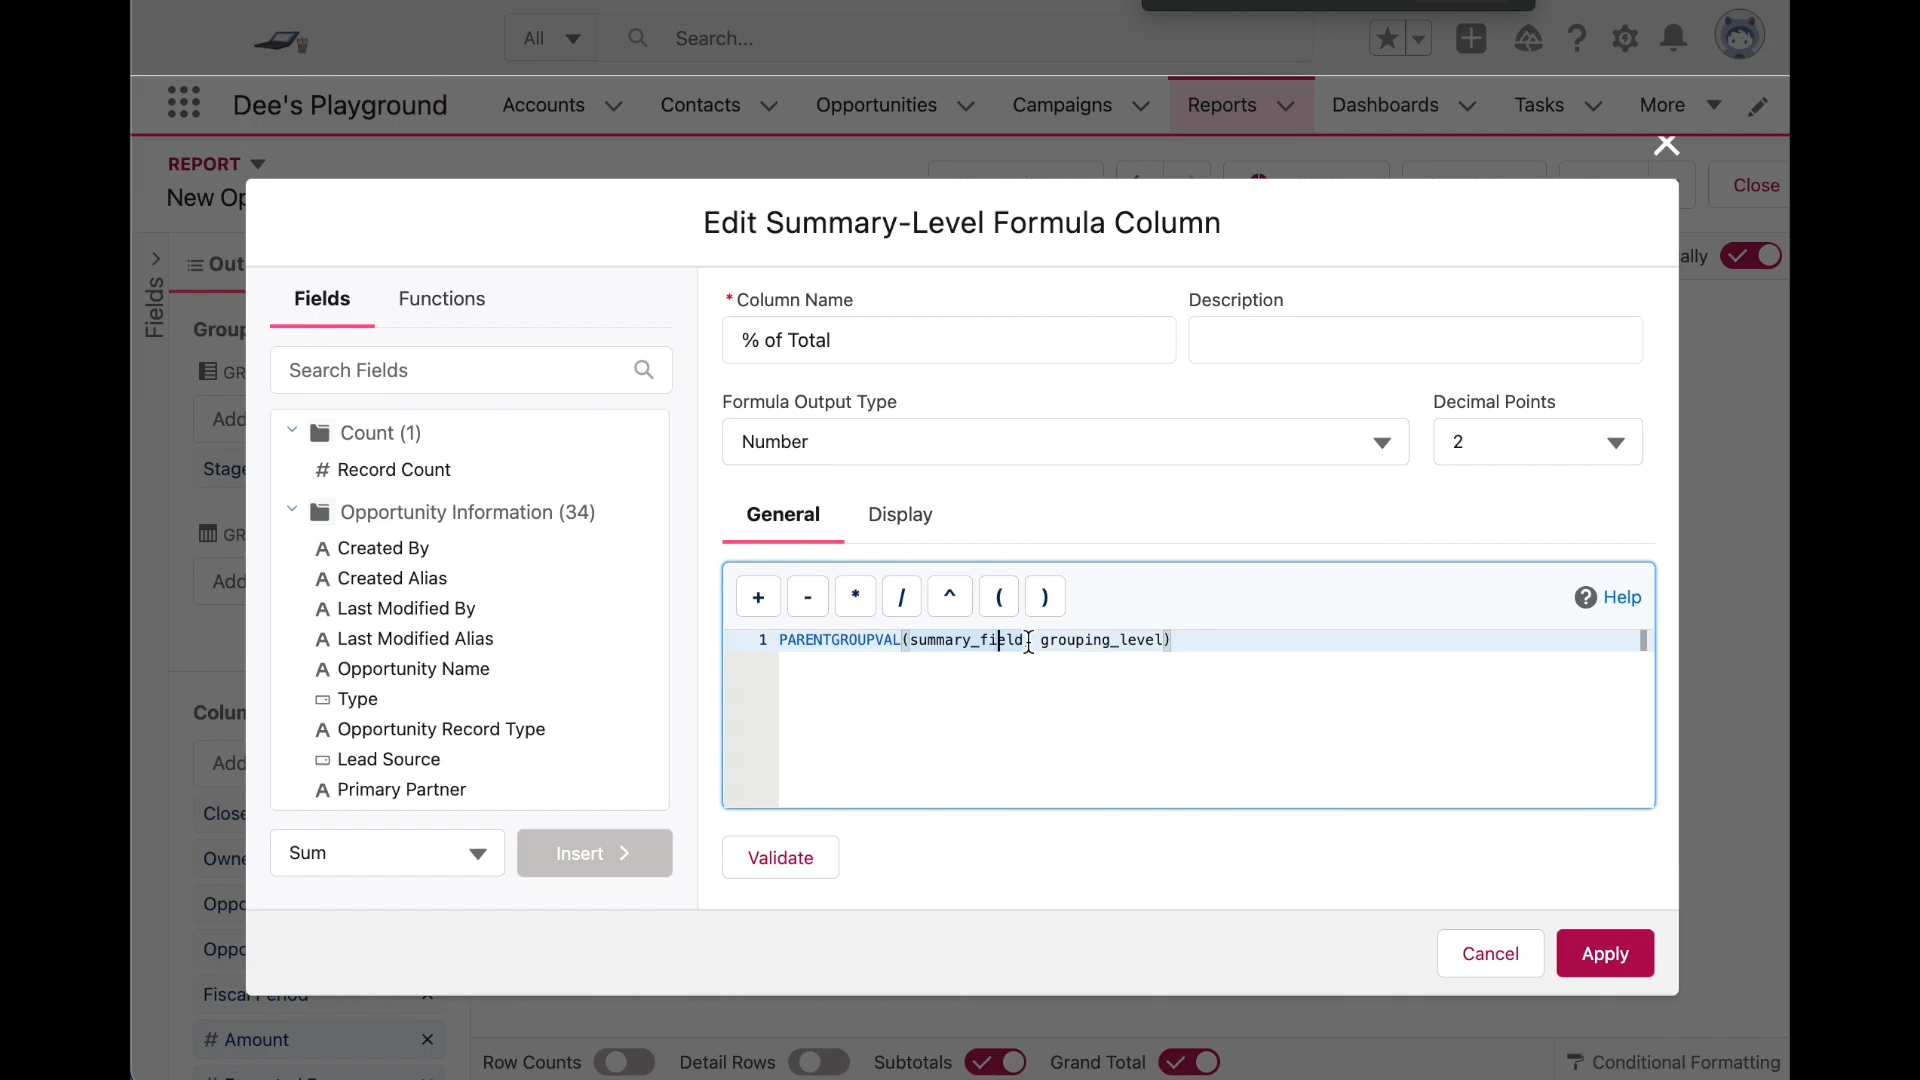 All
Search...
Dee's Playground
Accounts
Contacts
Opportunities
Campaigns
Reports
Dashboards
Tasks
More
REPORT
New Op
Close
ally
Fields
Out
Group
GR
Add
Stage
GR
Add
Colum
Add
Close
Owne
Oppo
Oppo
Fiscal Period
# Amount
Edit Summary-Level Formula Column
Fields
Functions
Search Fields
Count (1)
# Record Count
Opportunity Information (34)
A Created By
A Created Alias
A Last Modified By
A Last Modified Alias
A Opportunity Name
Type
A Opportunity Record Type
Lead Source
A Primary Partner
Sum
Insert
* Column Name
% of Total
Description
Formula Output Type
Number
Decimal Points
2
General
Display
+ - * / ^ ( )
? Help
1 PARENTGROUPVAL(summary_field, grouping_level)
Validate
Cancel
Apply
Row Counts
Detail Rows
Subtotals
Grand Total
Conditional Formatting